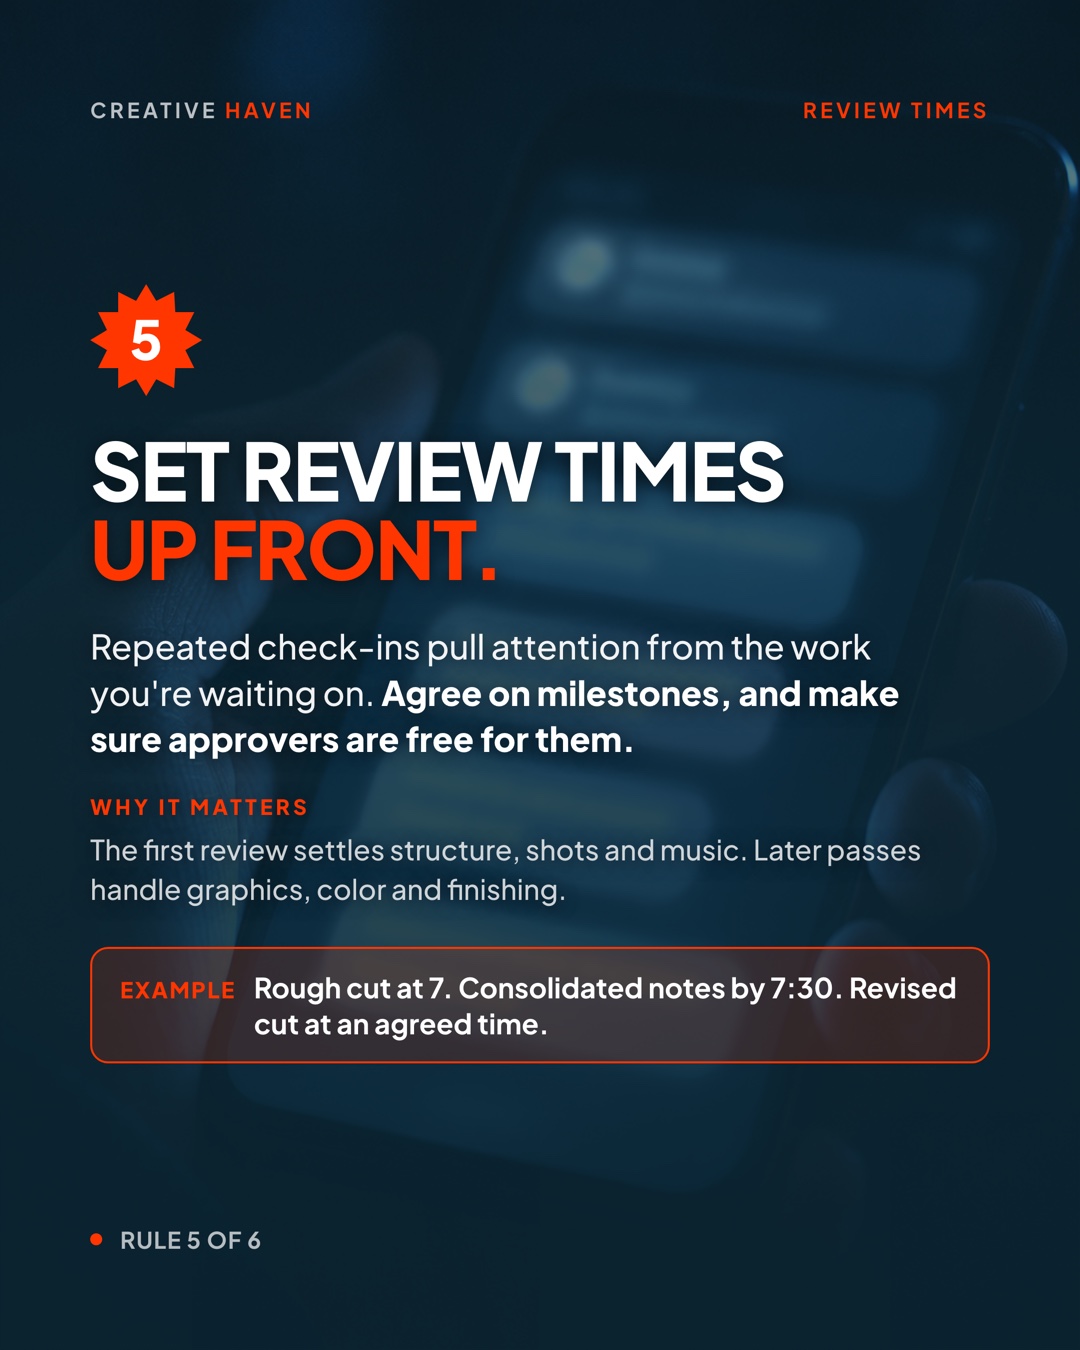 CREATIVE HAVEN
REVIEW TIMES
5
SET REVIEW TIMES
UP FRONT.
Repeated check-ins pull attention from the work
you're waiting on. Agree on milestones, and make
sure approvers are free for them.
WHY IT MATTERS
The first review settles structure, shots and music. Later passes
handle graphics, color and finishing.
EXAMPLE Rough cut at 7. Consolidated notes by 7:30. Revised
cut at an agreed time.
RULE 5 OF 6